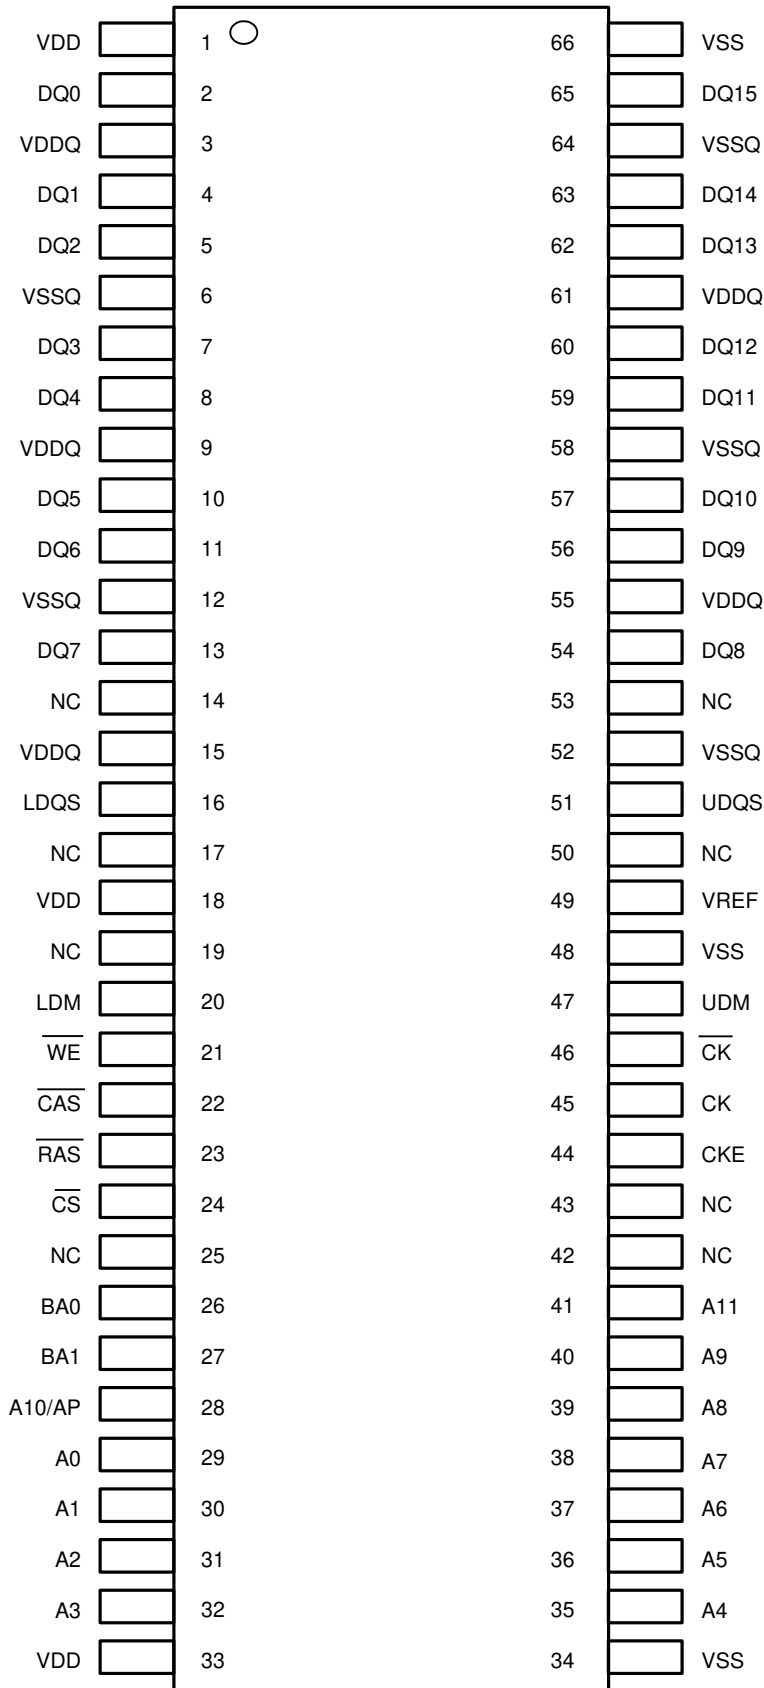 VDD 1 66 VSS
DQ0 2 65 DQ15
VDDQ 3 64 VSSQ
DQ1 4 63 DQ14
DQ2 5 62 DQ13
VSSQ 6 61 VDDQ
DQ3 7 60 DQ12
DQ4 8 59 DQ11
VDDQ 9 58 VSSQ
DQ5 10 57 DQ10
DQ6 11 56 DQ9
VSSQ 12 55 VDDQ
DQ7 13 54 DQ8
NC 14 53 NC
VDDQ 15 52 VSSQ
LDQS 16 51 UDQS
NC 17 50 NC
VDD 18 49 VREF
NC 19 48 VSS
LDM 20 47 UDM
W̅E̅ 21 46 C̅K̅
C̅A̅S̅ 22 45 CK
R̅A̅S̅ 23 44 CKE
C̅S̅ 24 43 NC
NC 25 42 NC
BA0 26 41 A11
BA1 27 40 A9
A10/AP 28 39 A8
A0 29 38 A7
A1 30 37 A6
A2 31 36 A5
A3 32 35 A4
VDD 33 34 VSS